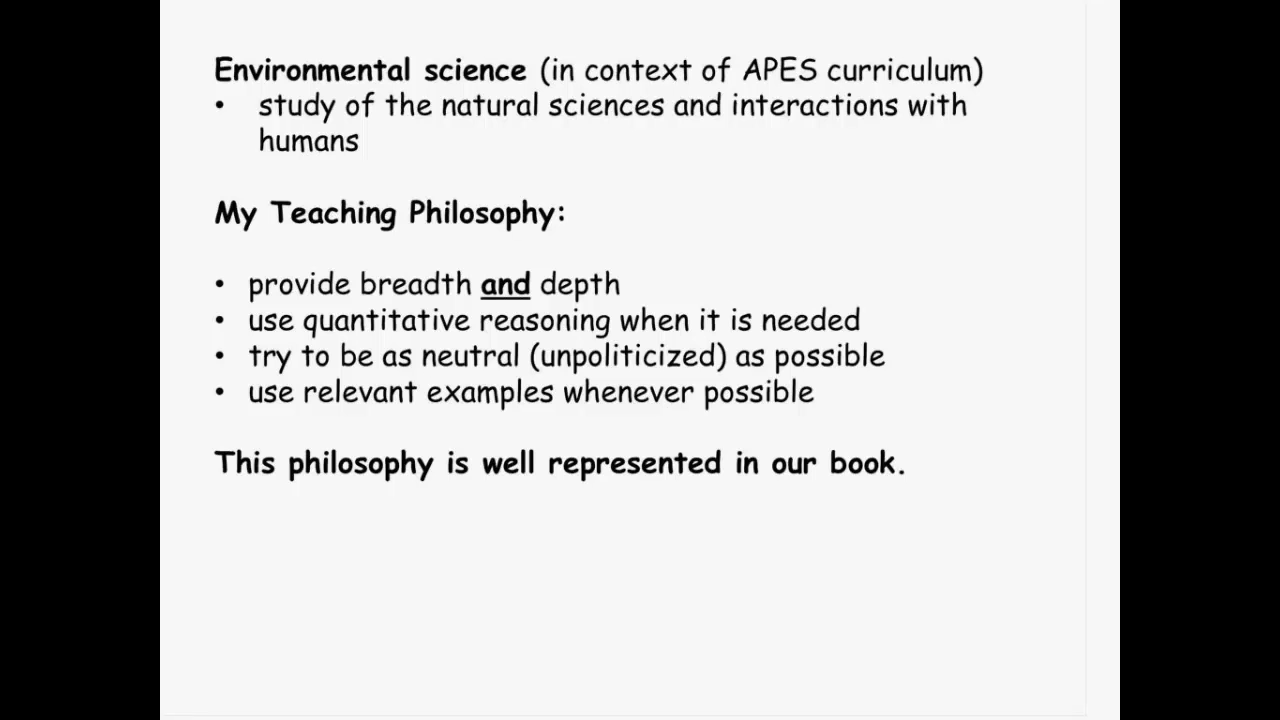 Environmental science (in context of APES curriculum)
• study of the natural sciences and interactions with
humans
My Teaching Philosophy:
• provide breadth and depth
• use quantitative reasoning when it is needed
• try to be as neutral (unpoliticized) as possible
• use relevant examples whenever possible
This philosophy is well represented in our book.